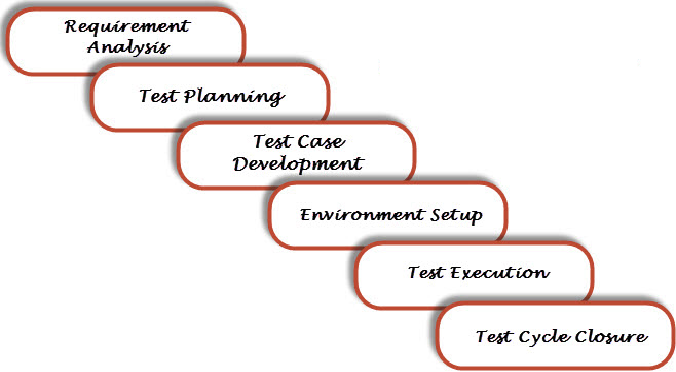 Requirement
Analysis
Test Planning
Test Case
Development
Environment Setup
Test Execution
Test Cycle Closure